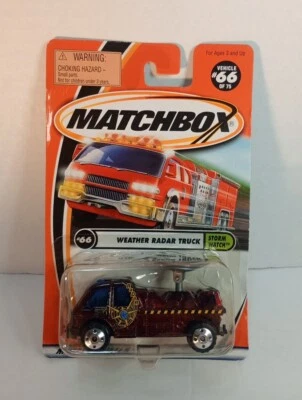 WARNING:
CHOKING HAZARD –
Small parts.
Not for children under 3 years.
For Ages 3 and Up
VEHICLE
#66
OF 75
MATCHBOX
#66
WEATHER RADAR TRUCK
STORM
WATCH